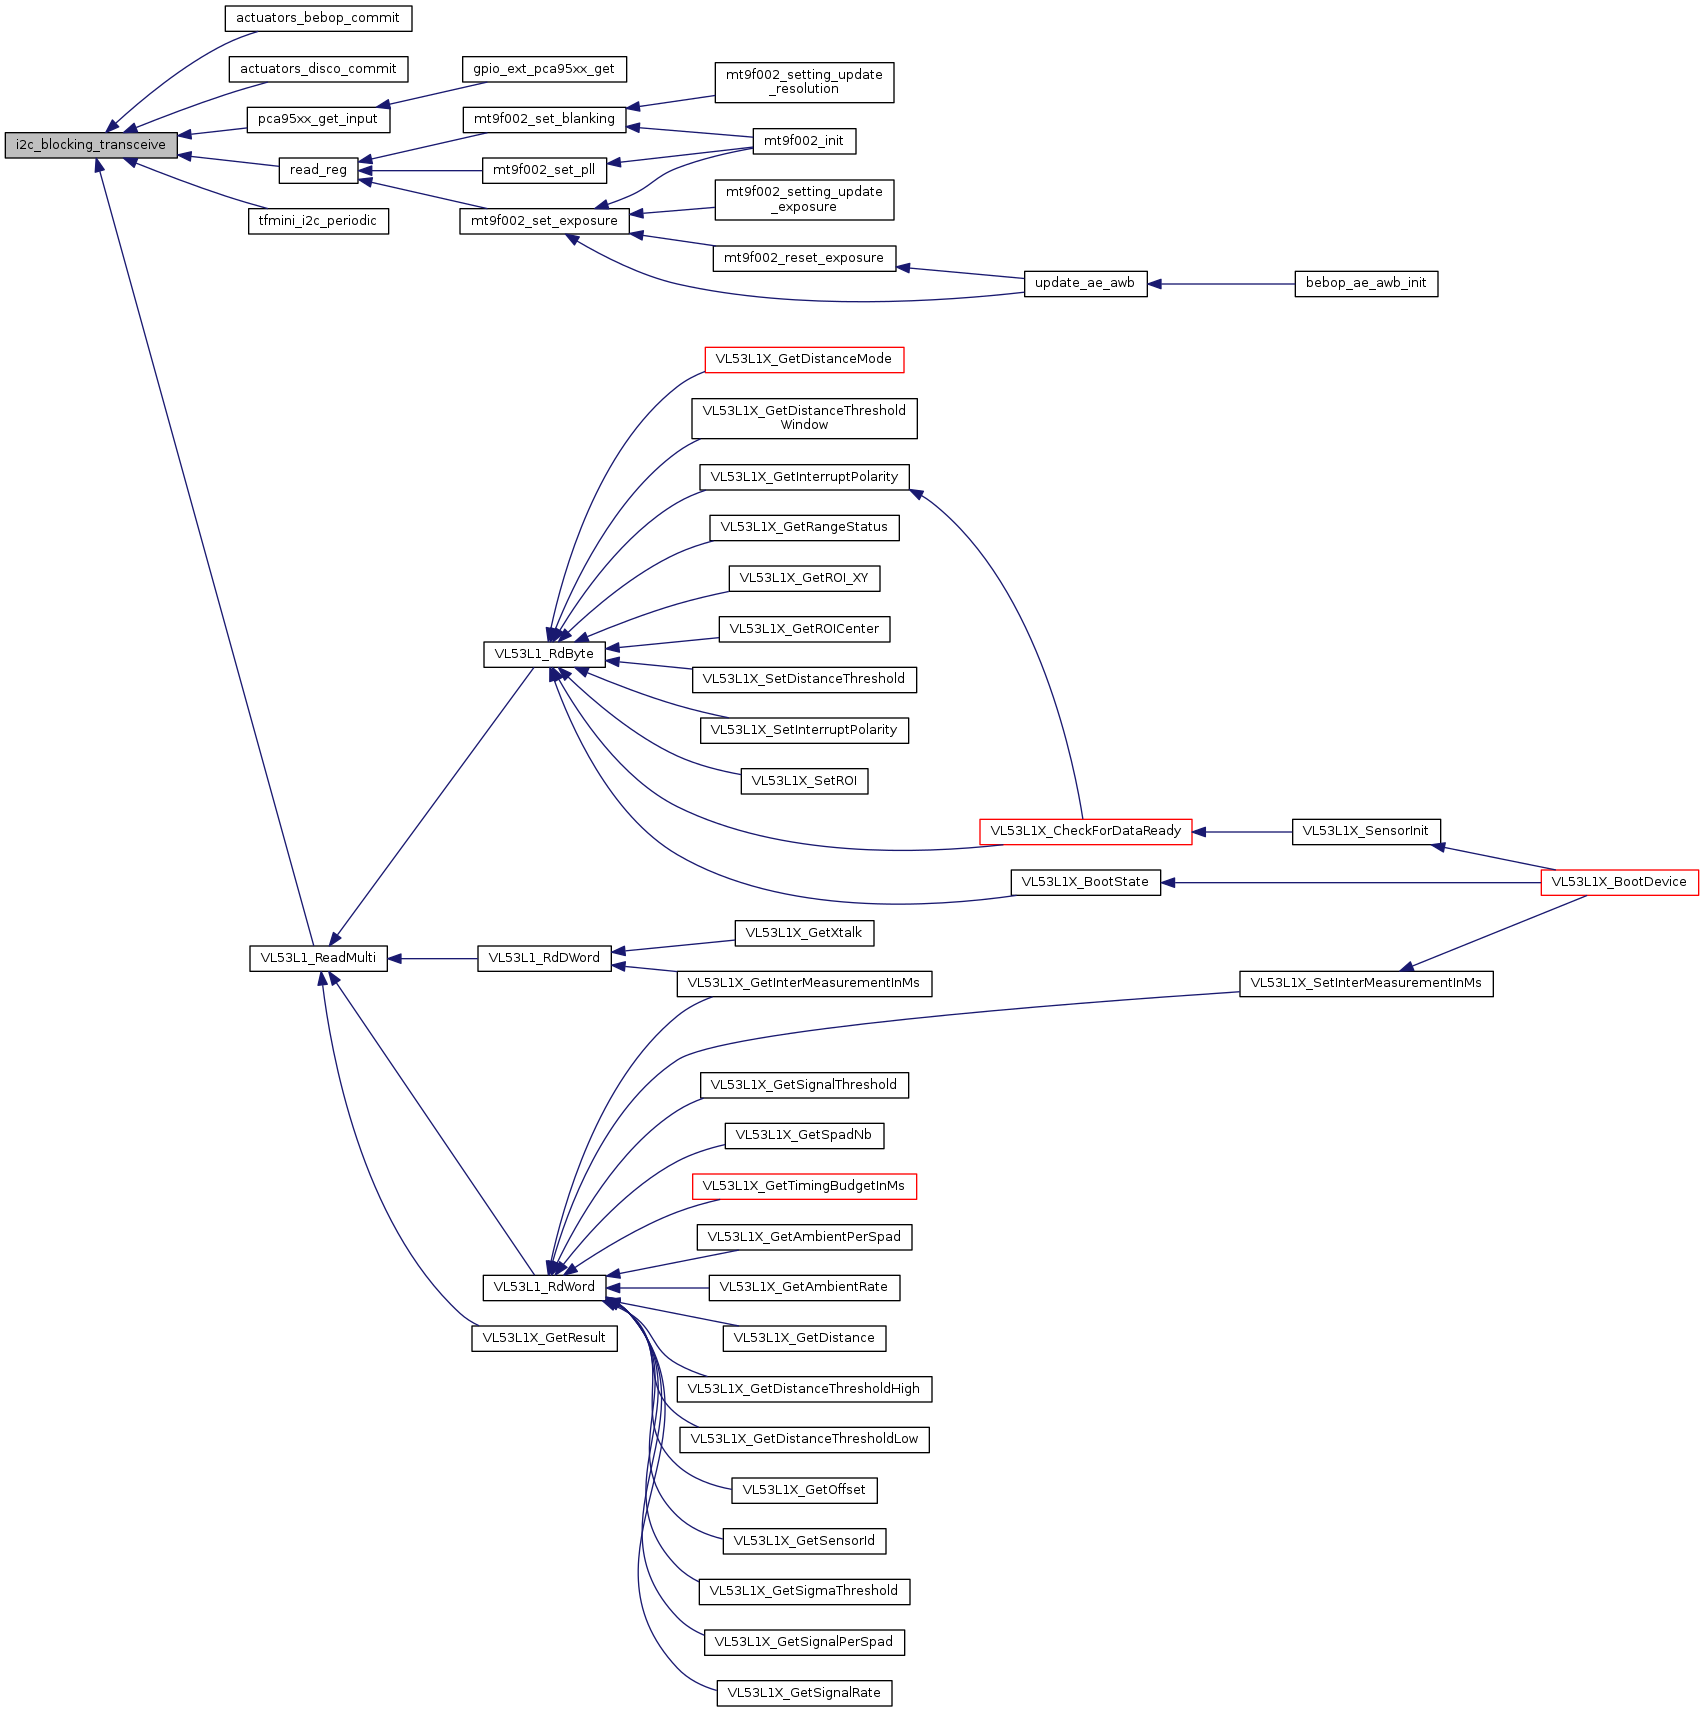 actuators_bebop_commit
actuators_disco_commit
gpio_ext_pca95xx_get
mt9f002_setting_update
_resolution
pca95xx_get_input
mt9f002_set_blanking
i2c_blocking_transceive
mt9f002_init
read_reg
mt9f002_set_pll
mt9f002_setting_update
_exposure
tfmini_i2c_periodic
mt9f002_set_exposure
mt9f002_reset_exposure
update_ae_awb
bebop_ae_awb_init
VL53L1X_GetDistanceMode
VL53L1X_GetDistanceThreshold
Window
VL53L1X_GetInterruptPolarity
VL53L1X_GetRangeStatus
VL53L1X_GetROI_XY
VL53L1X_GetROICenter
VL53L1_RdByte
VL53L1X_SetDistanceThreshold
VL53L1X_SetInterruptPolarity
VL53L1X_SetROI
VL53L1X_CheckForDataReady
VL53L1X_SensorInit
VL53L1X_BootState
VL53L1X_BootDevice
VL53L1X_GetXtalk
VL53L1_ReadMulti
VL53L1_RdDWord
VL53L1X_GetInterMeasurementInMs
VL53L1X_SetInterMeasurementInMs
VL53L1X_GetSignalThreshold
VL53L1X_GetSpadNb
VL53L1X_GetTimingBudgetInMs
VL53L1X_GetAmbientPerSpad
VL53L1_RdWord
VL53L1X_GetAmbientRate
VL53L1X_GetResult
VL53L1X_GetDistance
VL53L1X_GetDistanceThresholdHigh
VL53L1X_GetDistanceThresholdLow
VL53L1X_GetOffset
VL53L1X_GetSensorId
VL53L1X_GetSigmaThreshold
VL53L1X_GetSignalPerSpad
VL53L1X_GetSignalRate